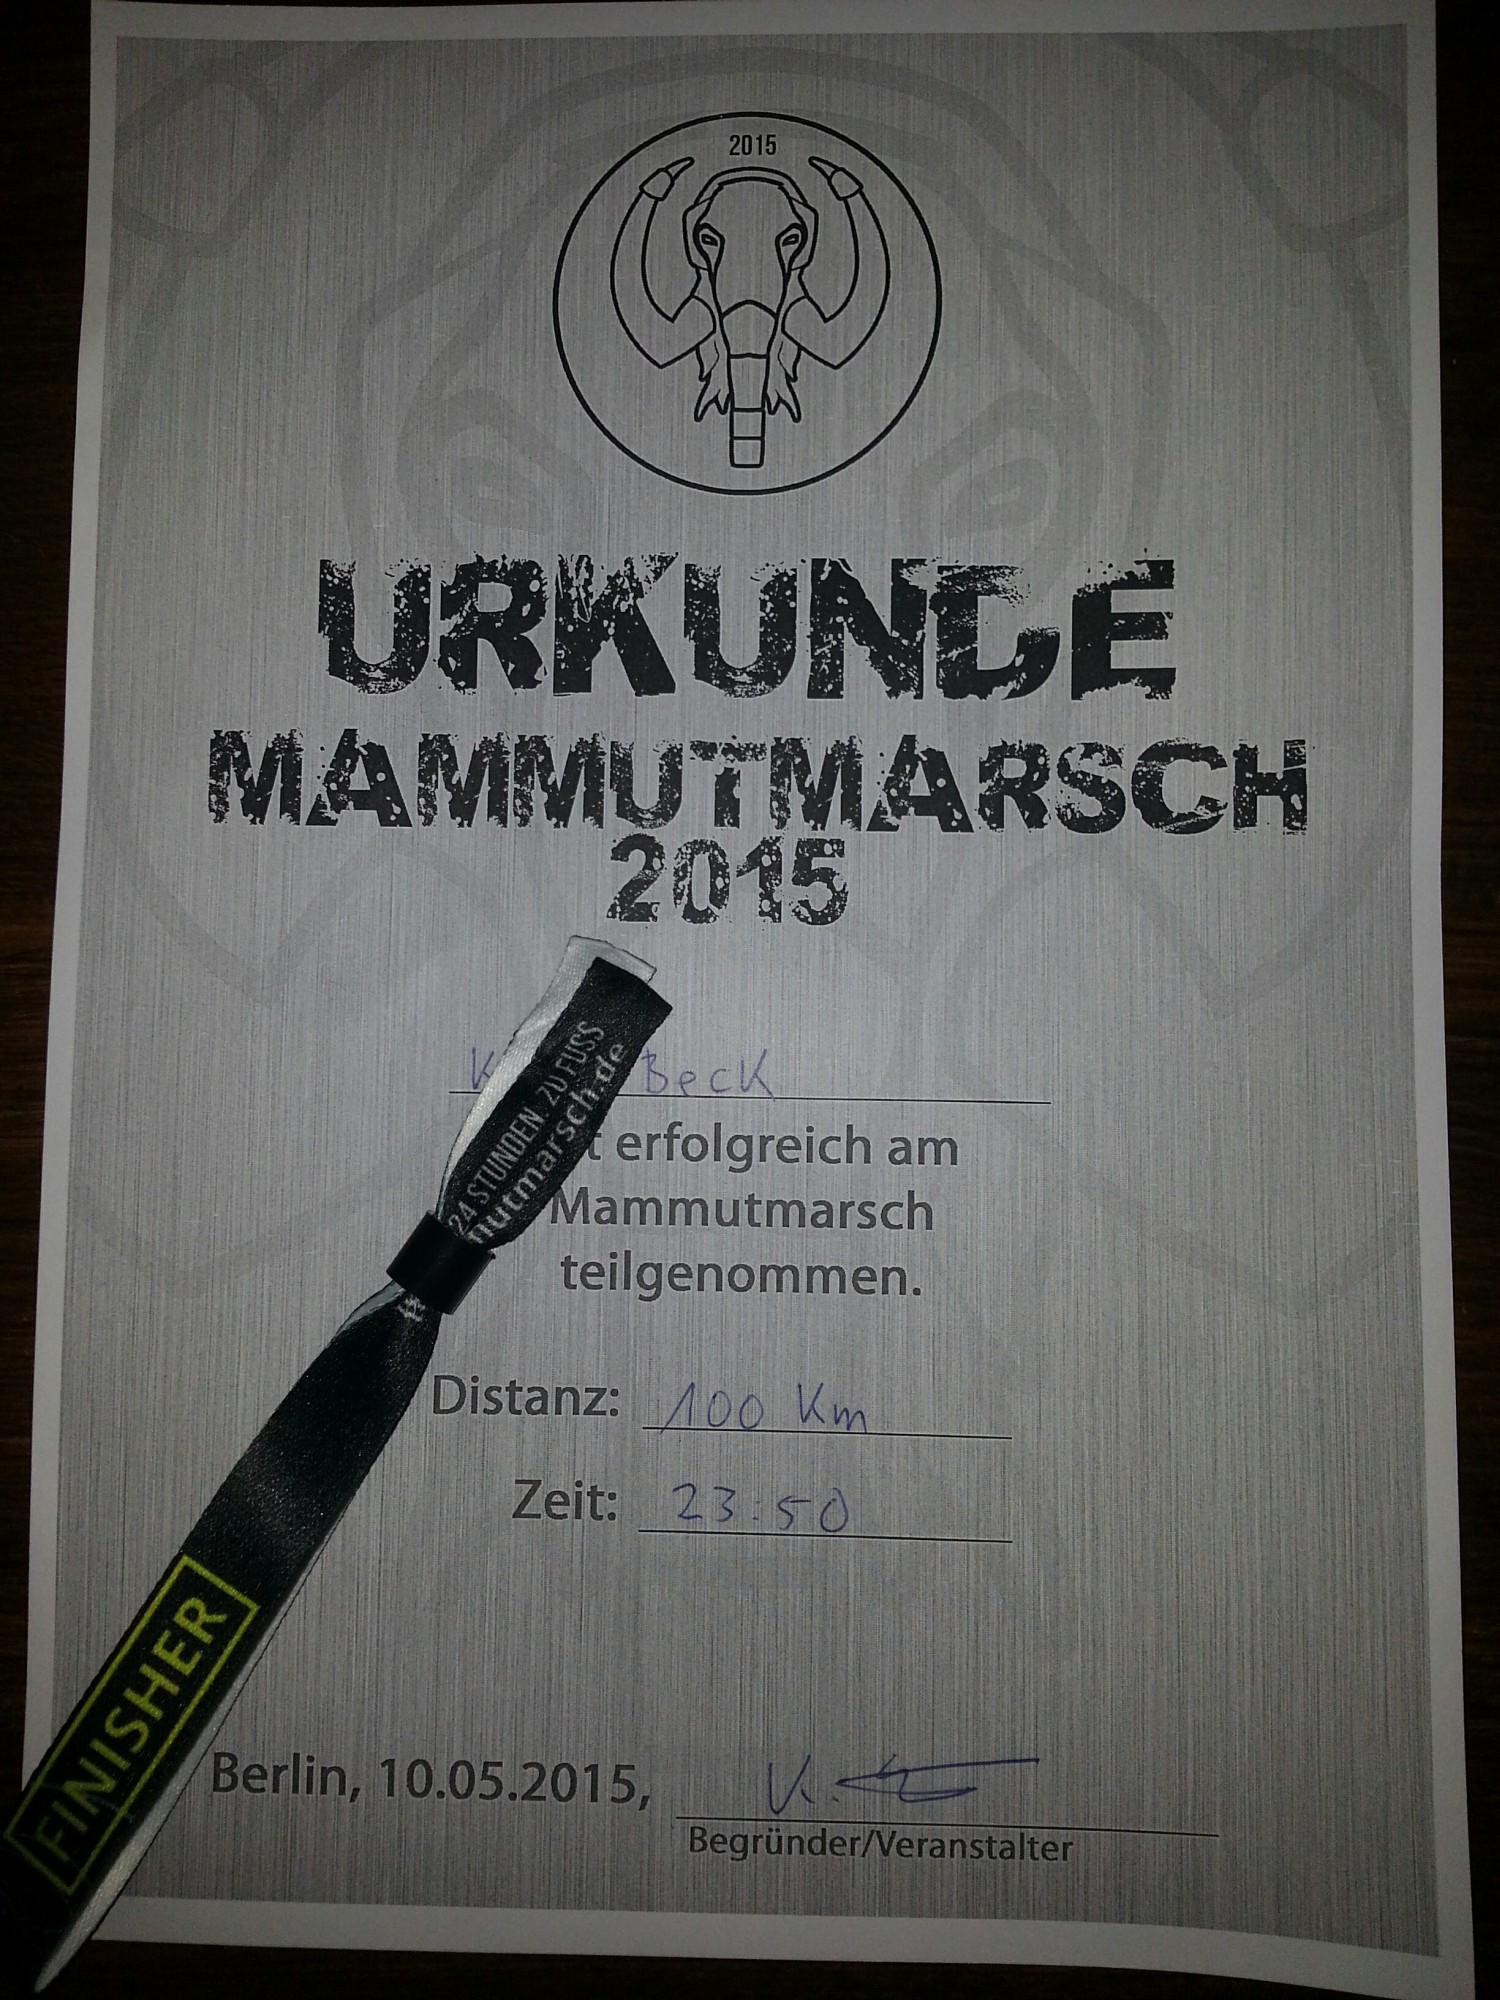 2015
URKUNDE
MAMMUTMARSCH
2015
Beck
erfolgreich am
Mammutmarsch
teilgenommen.
Distanz: 100 Km
Zeit: 23:50
Berlin, 10.05.2015,
Begründer/Veranstalter
24 STUNDEN. ZU FUSS
mutmarsch.de
FINISHER